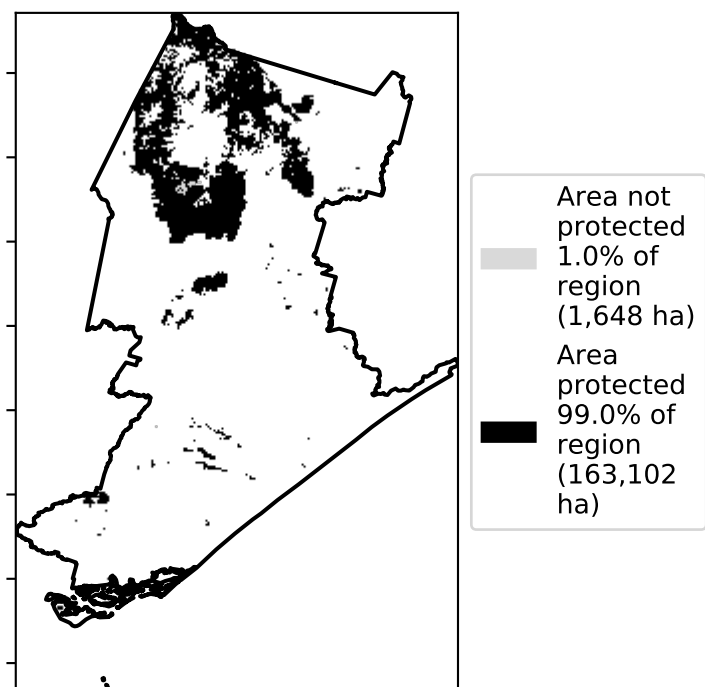 Area not
protected
1.0% of
region
(1,648 ha)
Area
protected
99.0% of
region
(163,102
ha)